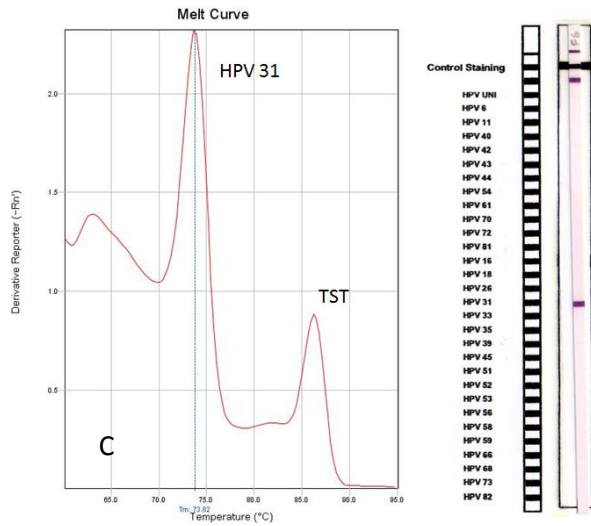 Melt Curve
HPV 31
TST
C
Derivative Reporter (-Rn')
2.0
1.5
1.0
0.5
65.0 70.0 75.0 80.0 85.0 90.0 95.0
Tm: 73.82
Temperature (°C)
Control Staining
HPV UNI
HPV 6
HPV 11
HPV 40
HPV 42
HPV 43
HPV 44
HPV 54
HPV 61
HPV 70
HPV 72
HPV 81
HPV 16
HPV 18
HPV 26
HPV 31
HPV 33
HPV 35
HPV 39
HPV 45
HPV 51
HPV 52
HPV 53
HPV 56
HPV 58
HPV 59
HPV 66
HPV 68
HPV 73
HPV 82